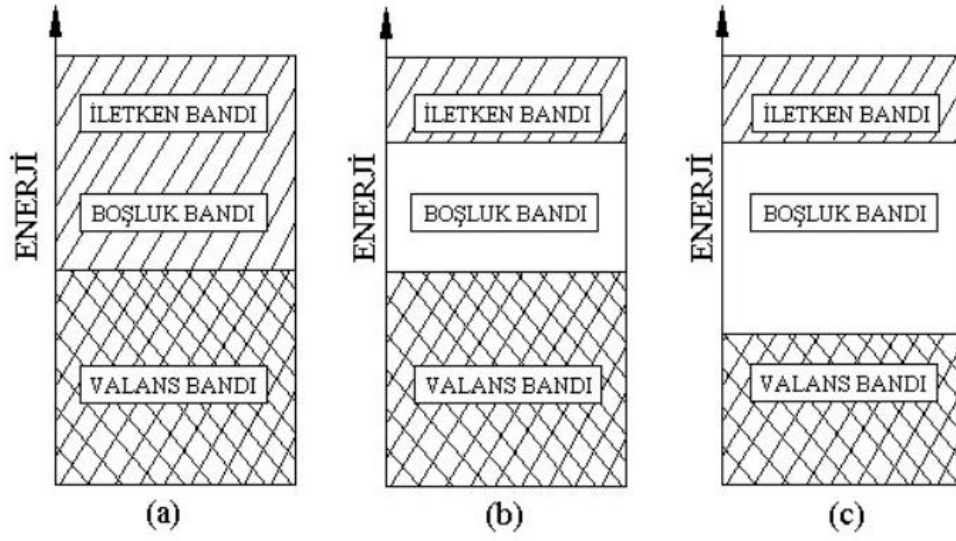 ENERJİ
İLETKEN BANDI
BOŞLUK BANDI
VALANS BANDI
(a)
ENERJİ
İLETKEN BANDI
BOŞLUK BANDI
VALANS BANDI
(b)
ENERJİ
İLETKEN BANDI
BOŞLUK BANDI
VALANS BANDI
(c)